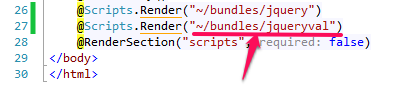 26 @Scripts.Render("~/bundles/jquery")
27 @Scripts.Render("~/bundles/jqueryval")
28 @RenderSection("scripts", required: false)
29 </body>
30 </html>